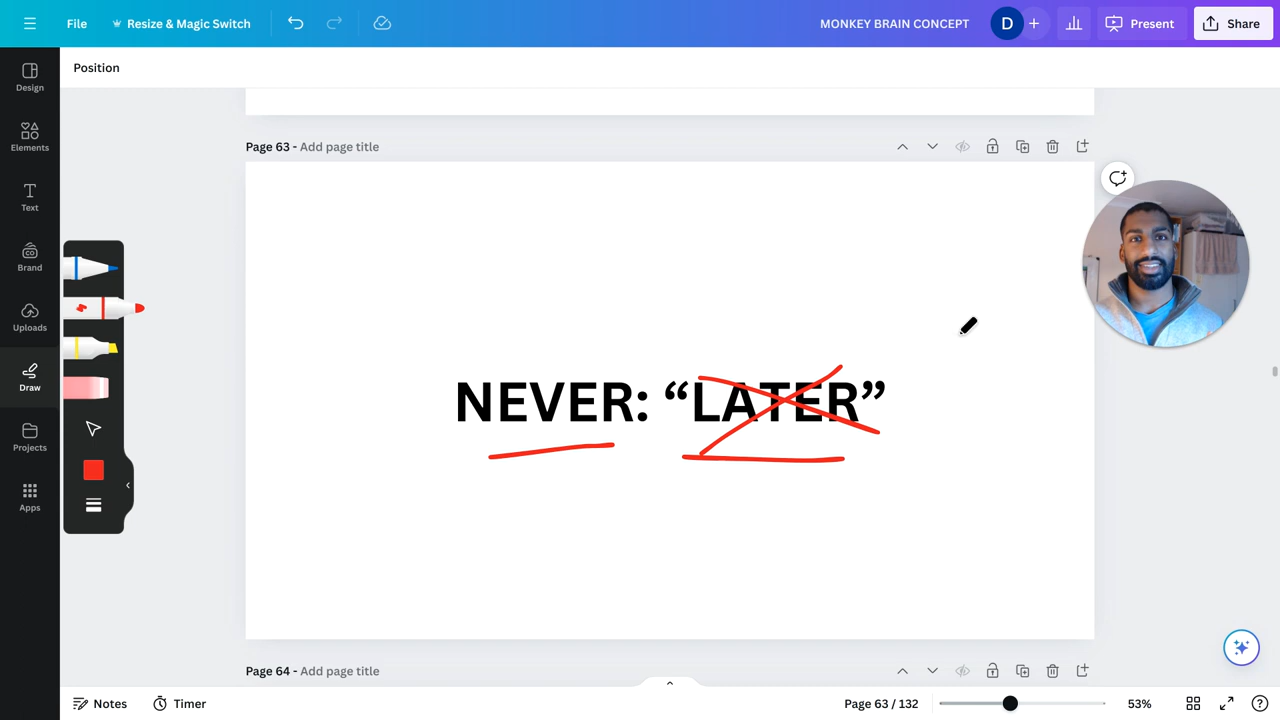 File
Resize & Magic Switch
MONKEY BRAIN CONCEPT
D
Present
Share
Position
Design
Elements
Text
Brand
Uploads
Draw
Projects
Apps
Page 63 - Add page title
NEVER: “LATER”
Page 64 - Add page title
Notes
Timer
Page 63 / 132
53%